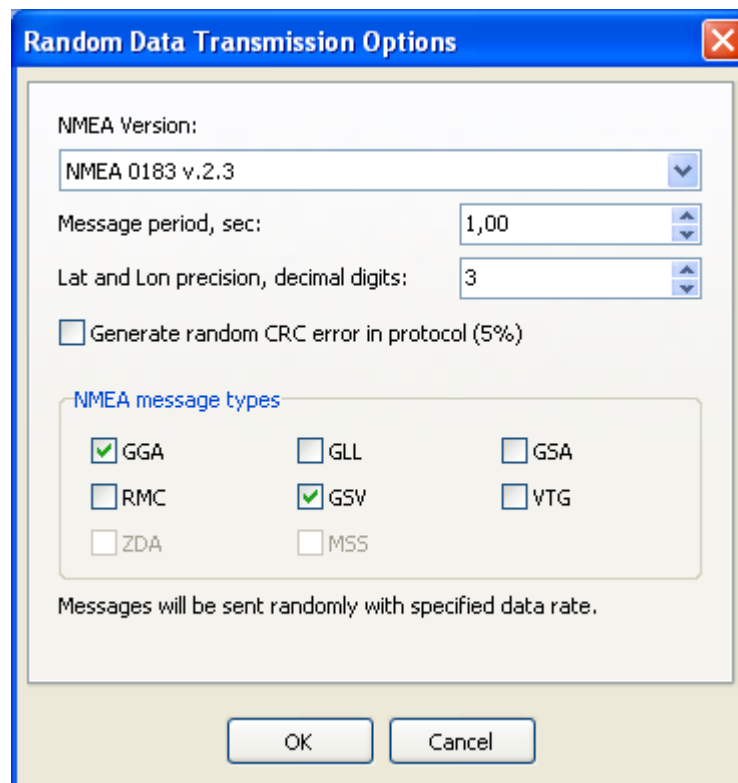 Random Data Transmission Options
NMEA Version:
NMEA 0183 v.2.3
Message period, sec: 1,00
Lat and Lon precision, decimal digits: 3
Generate random CRC error in protocol (5%)
NMEA message types
GGA GLL GSA
RMC GSV VTG
ZDA MSS
Messages will be sent randomly with specified data rate.
OK Cancel